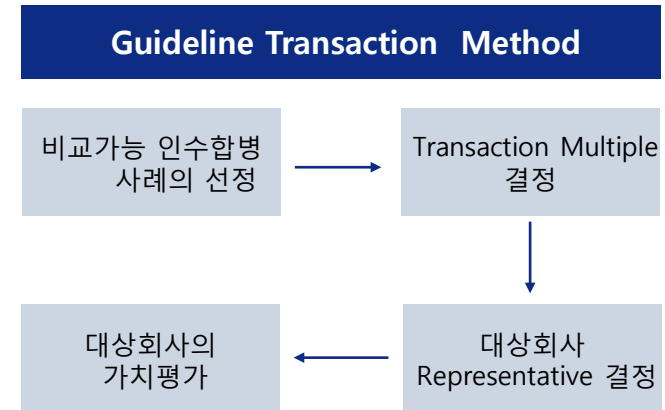 Guideline Transaction Method
비교가능 인수합병
사례의 선정
Transaction Multiple
결정
대상회사
Representative 결정
대상회사의
가치평가